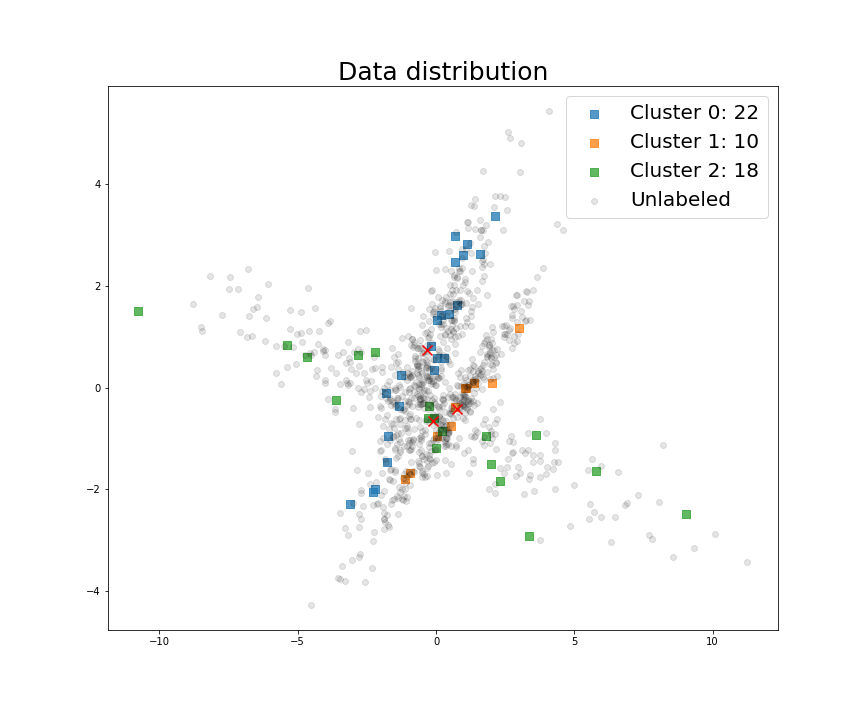 Data distribution
Cluster 0: 22
Cluster 1: 10
Cluster 2: 18
Unlabeled
4
2
0
−2
−4
−10
−5
0
5
10